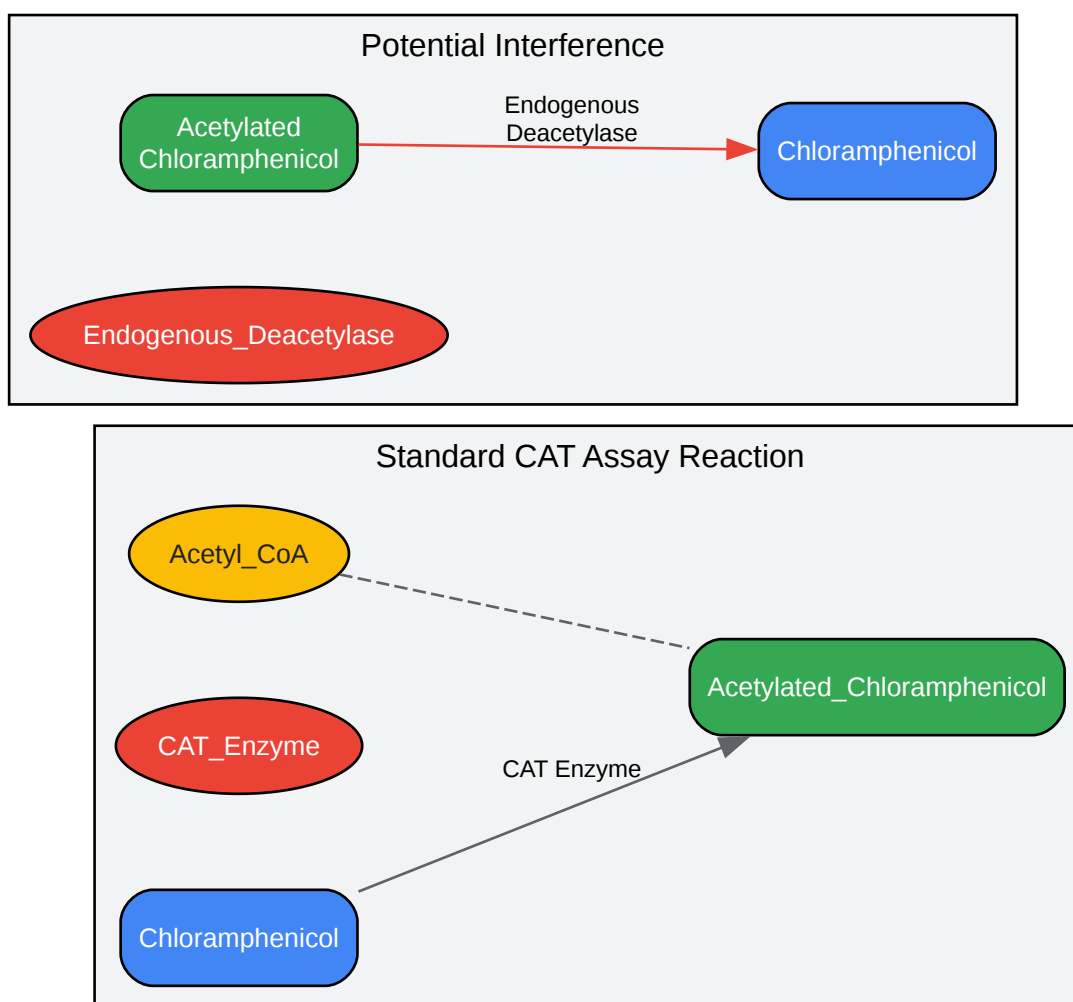 Potential Interference
Acetylated
Chloramphenicol
Endogenous
Deacetylase
Chloramphenicol
Endogenous_Deacetylase
Standard CAT Assay Reaction
Acetyl_CoA
Acetylated_Chloramphenicol
CAT_Enzyme
CAT Enzyme
Chloramphenicol